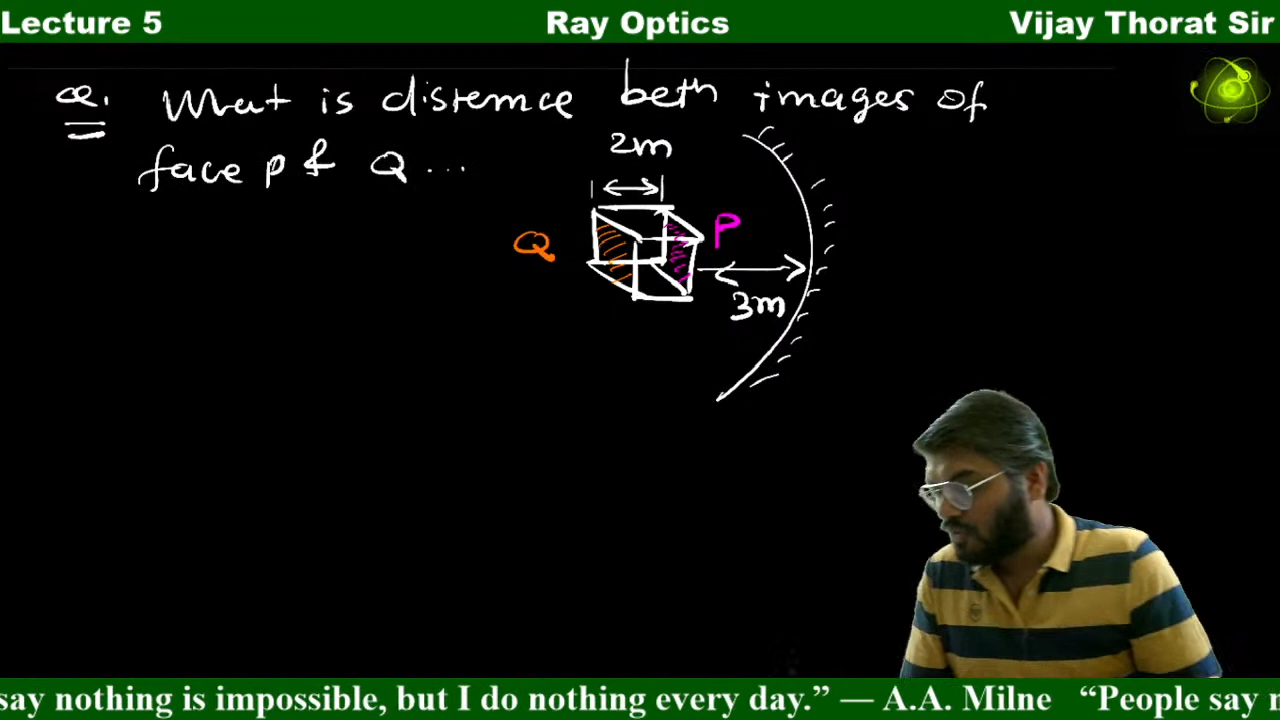 Lecture 5 Ray Optics Vijay Thorat Sir
Q. What is distance betn images of
face P & Q ...
2m
Q P
3m
say nothing is impossible, but I do nothing every day.” — A.A. Milne “People say n